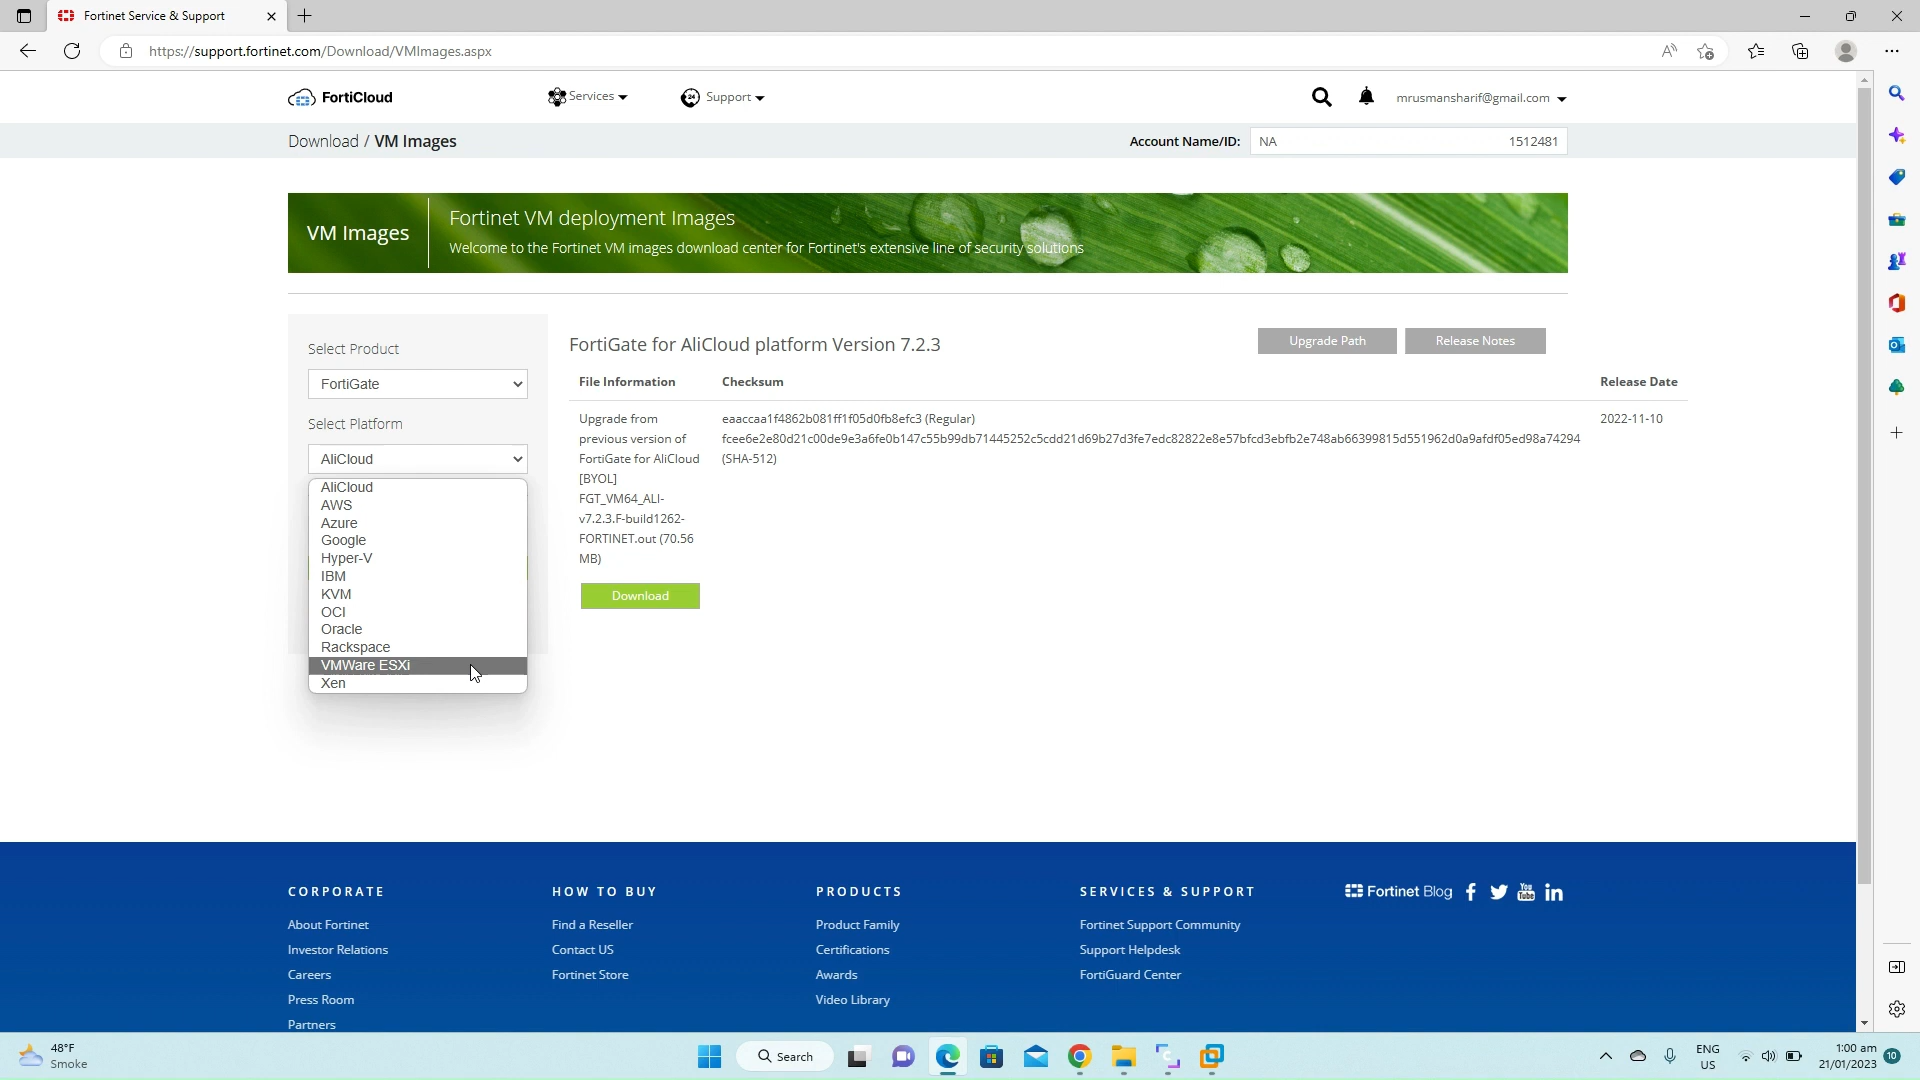 Fortinet Service & Support
https://support.fortinet.com/Download/VMImages.aspx
FortiCloud
Services
24
Support
mrusmansharif@gmail.com
Download / VM Images
Account Name/ID:
NA
1512481
VM Images
Fortinet VM deployment Images
Welcome to the Fortinet VM images download center for Fortinet's extensive line of security solutions
Select Product
FortiGate
Select Platform
AliCloud
AliCloud
AWS
Azure
Google
Hyper-V
IBM
KVM
OCI
Oracle
Rackspace
VMWare ESXi
Xen
FortiGate for AliCloud platform Version 7.2.3
Upgrade Path
Release Notes
File Information
Checksum
Release Date
Upgrade from
previous version of
FortiGate for AliCloud
[BYOL]
FGT_VM64_ALI-
v7.2.3.F-build1262-
FORTINET.out (70.56
MB)
eaaccaa1f4862b081ff1f05d0fb8efc3 (Regular)
fcee6e2e80d21c00de9e3a6fe0b147c55b99db71445252c5cdd21d69b27d3fe7edc82822e8e57bfcd3ebfb2e748ab66399815d551962d0a9afdf05ed98a74294
(SHA-512)
2022-11-10
Download
CORPORATE
About Fortinet
Investor Relations
Careers
Press Room
Partners
HOW TO BUY
Find a Reseller
Contact US
Fortinet Store
PRODUCTS
Product Family
Certifications
Awards
Video Library
SERVICES & SUPPORT
Fortinet Support Community
Support Helpdesk
FortiGuard Center
Fortinet Blog
You
Tube
in
48°F
Smoke
Search
ENG
US
1:00 am
21/01/2023
10